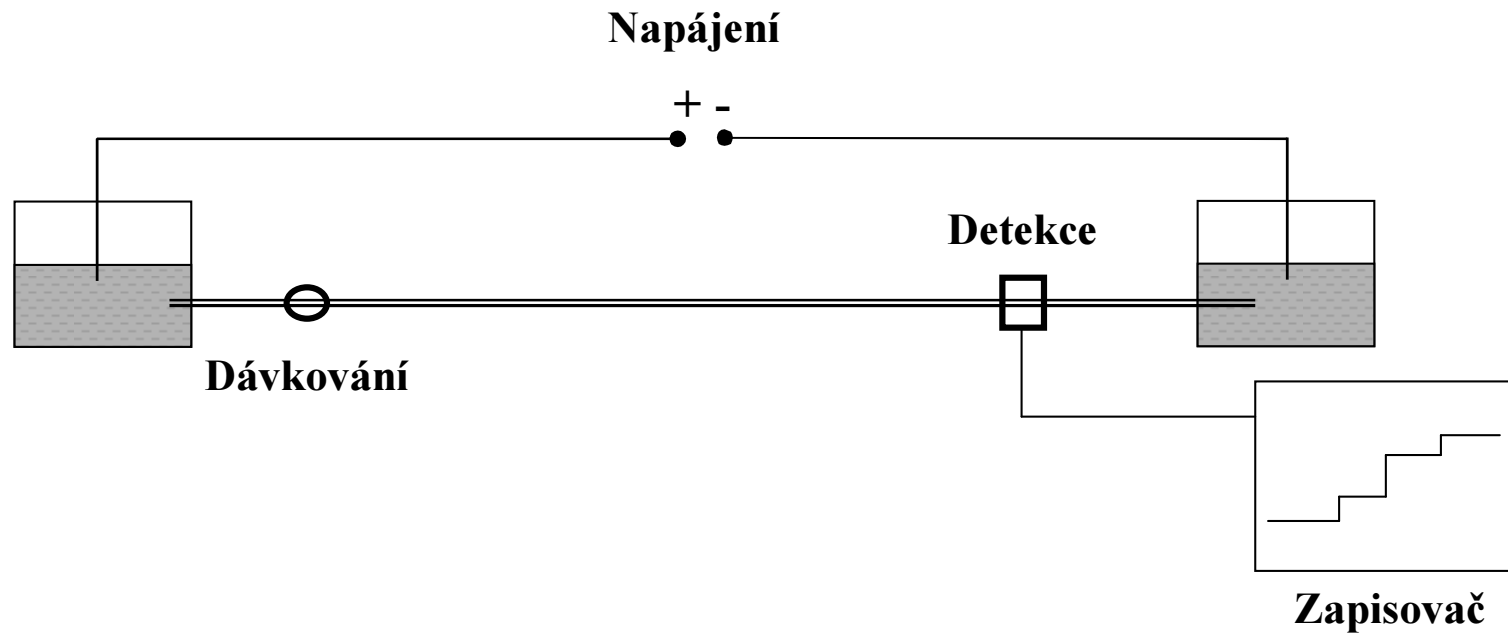 Napájení
+ -
Detekce
Dávkování
Zapisovač